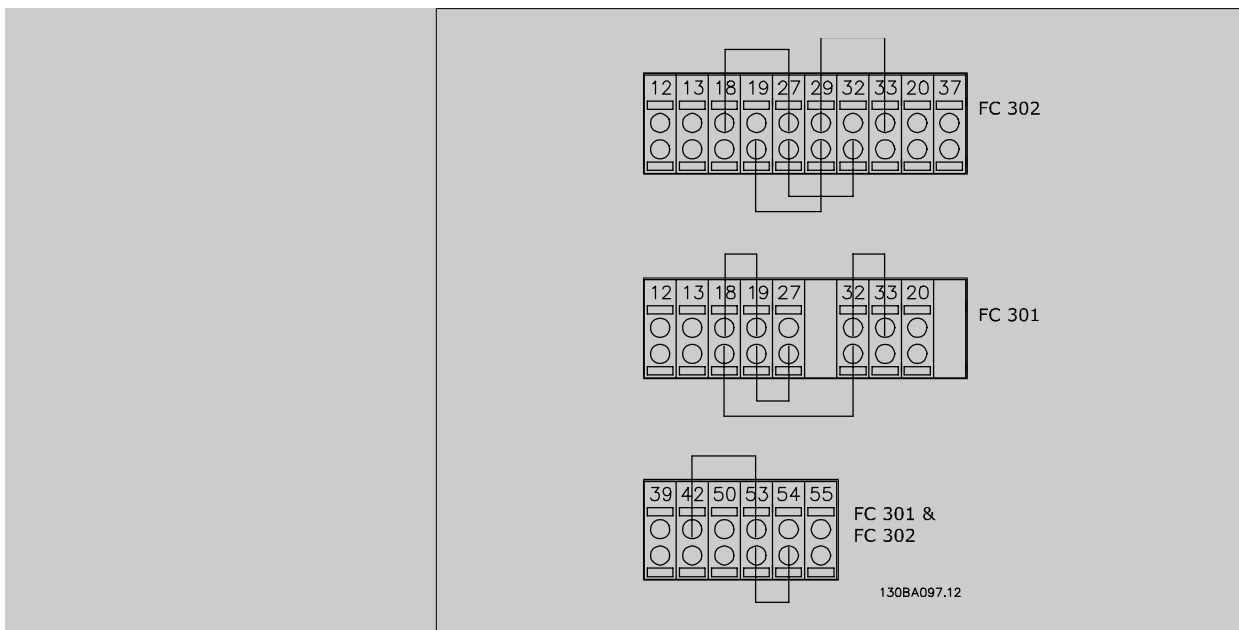 12 13 18 19 27 29 32 33 20 37
FC 302
12 13 18 19 27 32 33 20
FC 301
39 42 50 53 54 55
FC 301 &
FC 302
130BA097.12